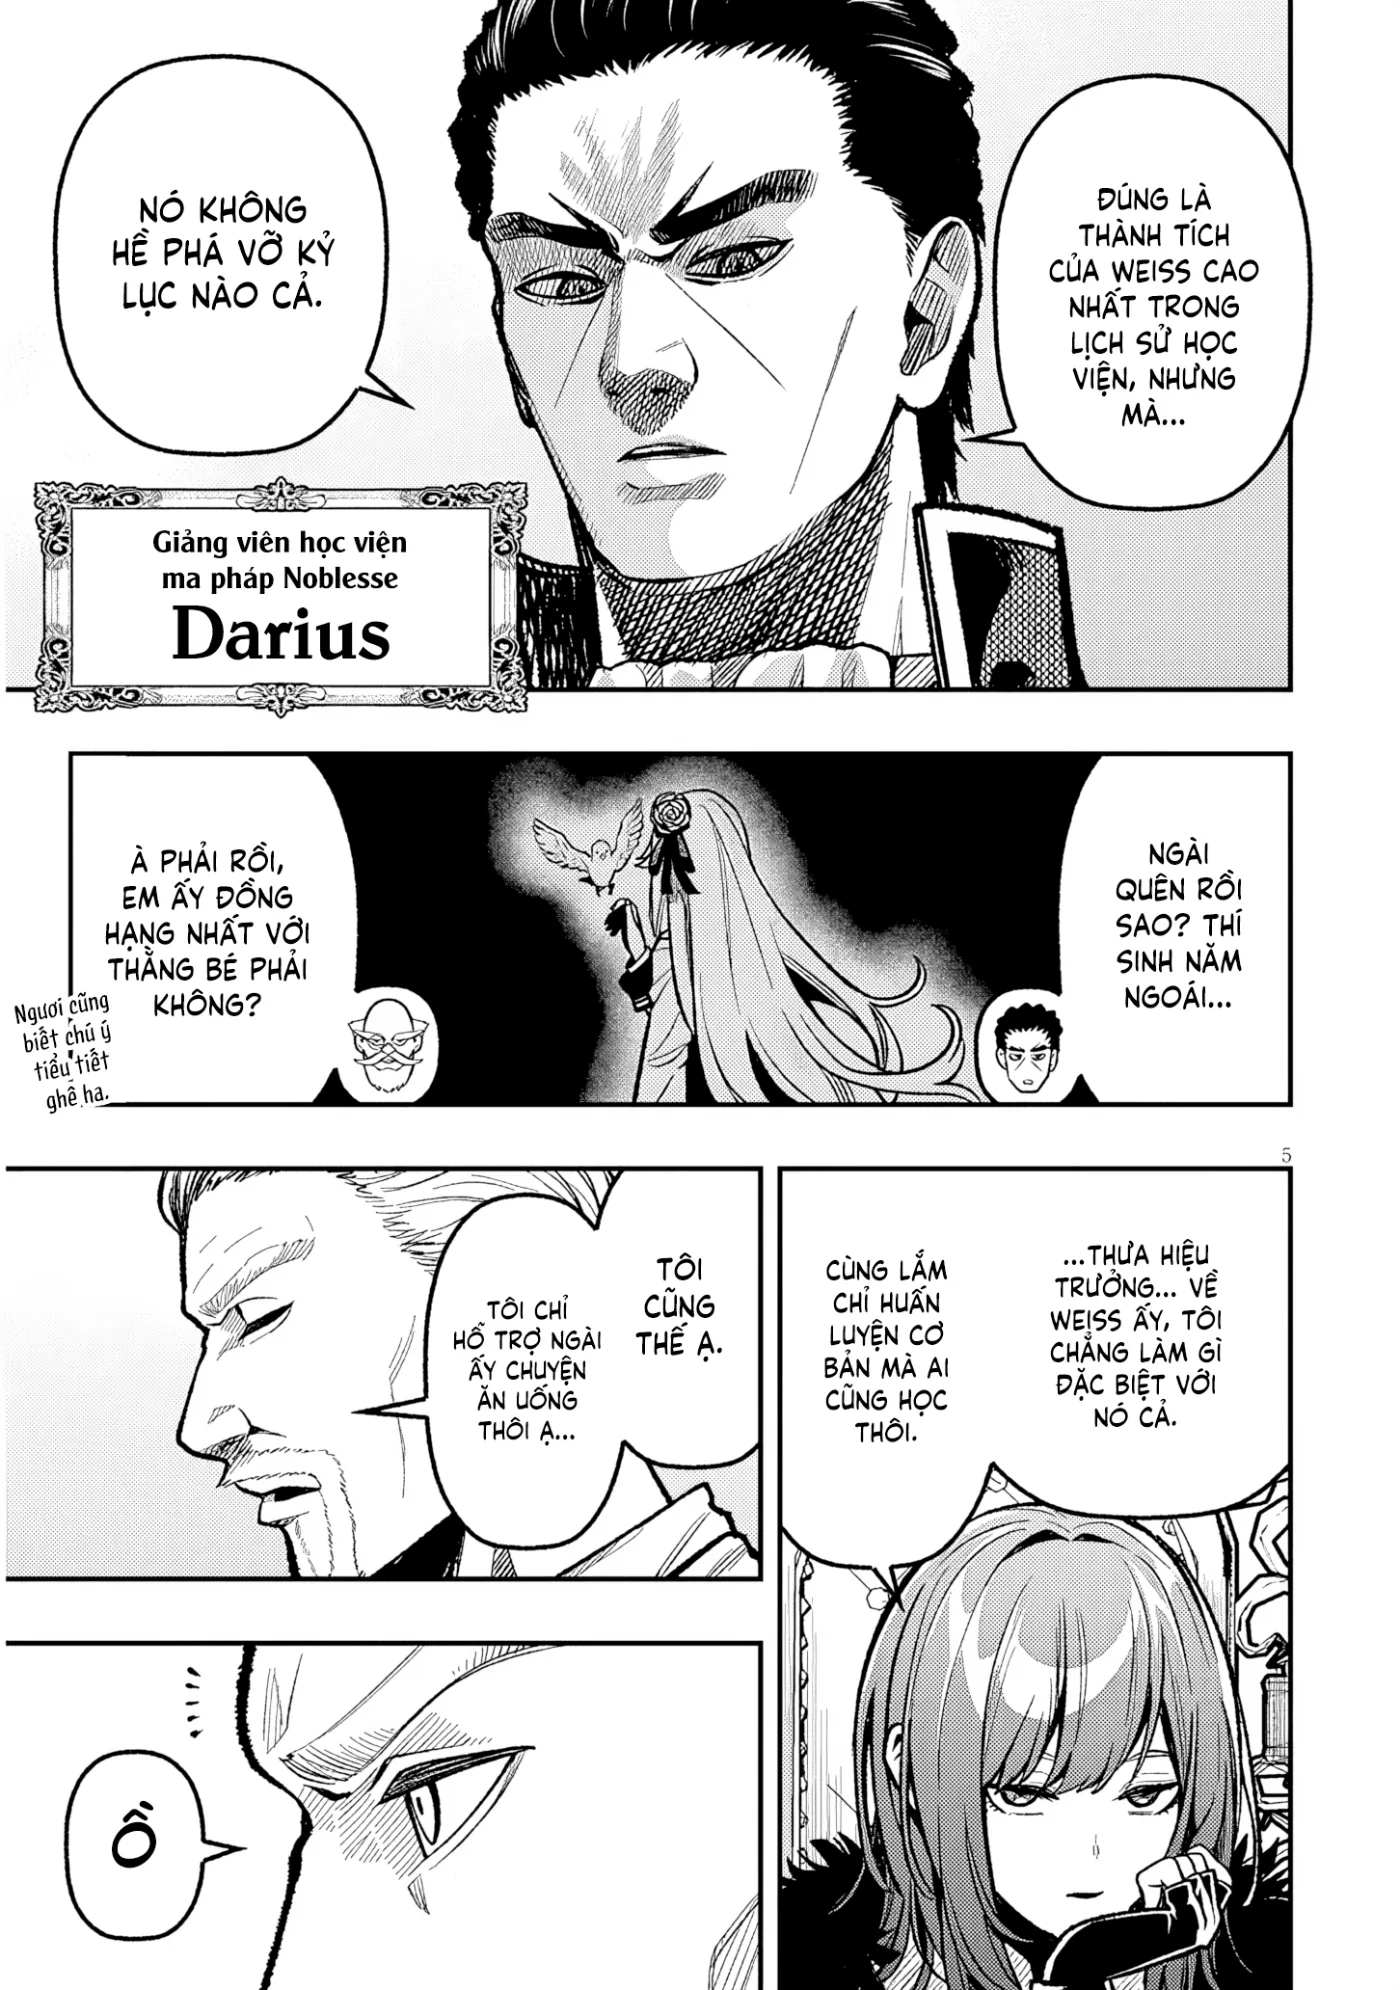 ĐÚNG LÀ
THÀNH TÍCH
CỦA WEISS CAO
NHẤT TRONG
LỊCH SỬ HỌC
VIỆN, NHƯNG
MÀ...
NÓ KHÔNG
HỀ PHÁ VỠ KỶ
LỤC NÀO CẢ.
Giảng viên học viện
ma pháp Noblesse
Darius
NGÀI
QUÊN RỒI
SAO? THÍ
SINH NĂM
NGOÁI...
À PHẢI RỒI,
EM ẤY ĐỒNG
HẠNG NHẤT VỚI
THẰNG BÉ PHẢI
KHÔNG?
Ngươi cũng
biết chú ý
tiểu tiết
ghê ha.
5
...THƯA HIỆU
TRƯỞNG... VỀ
WEISS ẤY, TÔI
CHẲNG LÀM GÌ
ĐẶC BIỆT VỚI
NÓ CẢ.
CÙNG LẮM
CHỈ HUẤN
LUYỆN CƠ
BẢN MÀ AI
CŨNG HỌC
THÔI.
TÔI
CŨNG
THẾ Ạ.
TÔI CHỈ
HỖ TRỢ NGÀI
ẤY CHUYỆN
ĂN UỐNG
THÔI Ạ...
Ồ